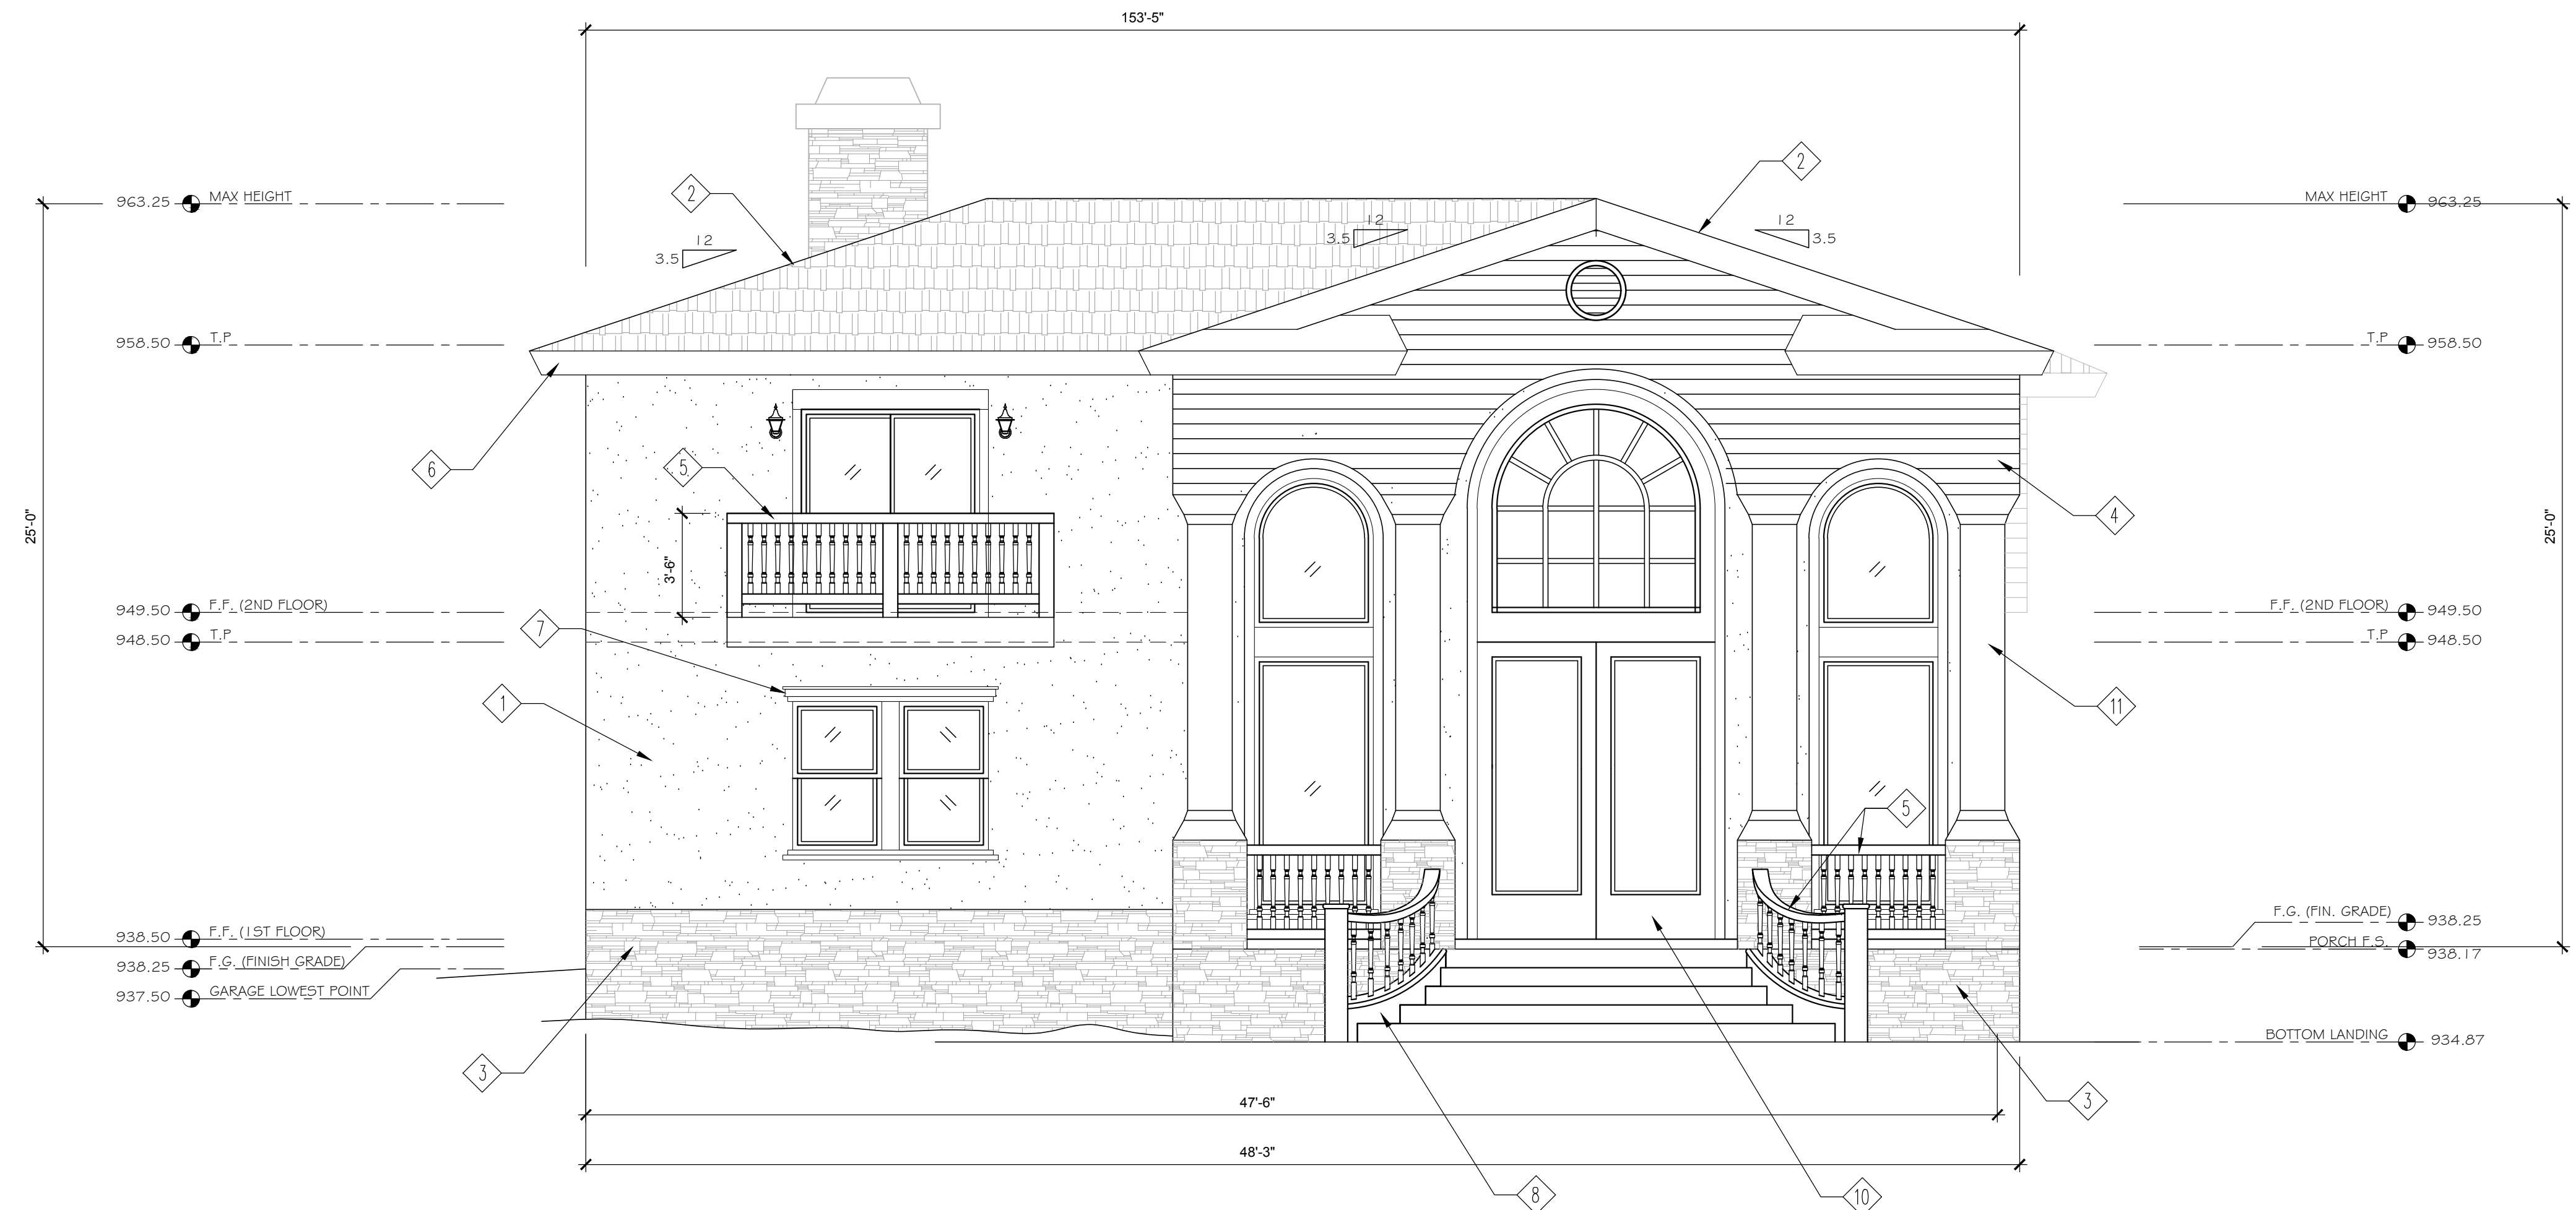 153'-5"
2
2
963.25 MAX HEIGHT
MAX HEIGHT 963.25
12
3.5
12
3.5
12
3.5
958.50 T.P
T.P 958.50
6
5
4
25'-0"
25'-0"
3'-6"
949.50 F.F. (2ND FLOOR)
F.F. (2ND FLOOR) 949.50
7
948.50 T.P
T.P 948.50
1
11
5
938.50 F.F. (1ST FLOOR)
F.G. (FIN. GRADE) 938.25
938.25 F.G. (FINISH GRADE)
PORCH F.S. 938.17
937.50 GARAGE LOWEST POINT
BOTTOM LANDING 934.87
3
3
47'-6"
48'-3"
8
10